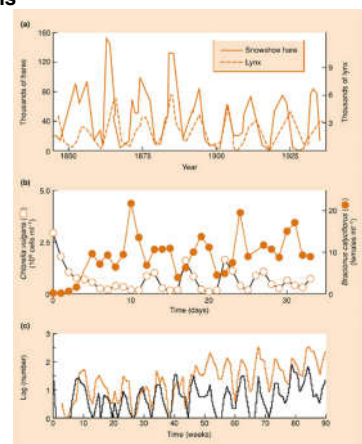 ns
(a)
160
120
80
40
0
Thousands of hares
Snowshoe hare
Lynx
9
6
3
Thousands of lynx
1850
1875
1900
1925
Year
(b)
5.0
2.5
0
Chlorella vulgaris
(10⁶ cells ml⁻¹)
20
10
0
Brachionus calyciflorus
(females ml⁻¹)
0
10
20
30
Time (days)
(c)
3
2
1
0
Log (number)
0
10
20
30
40
50
60
70
80
90
Time (weeks)